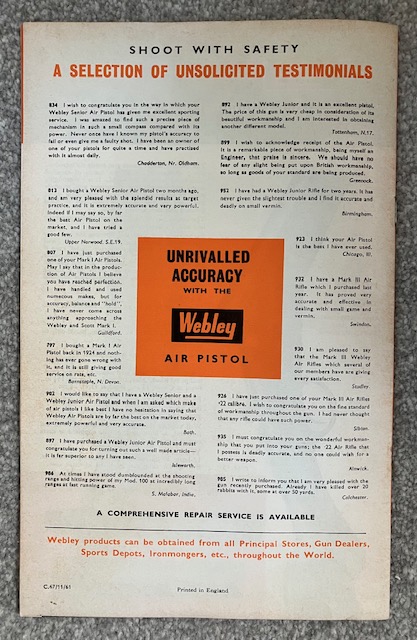 SHOOT WITH SAFETY
A SELECTION OF UNSOLICITED TESTIMONIALS
834 I wish to congratulate you on the way in which your
Webley Senior Air Pistol has given me excellent sporting
service. I was amazed to find such a precise piece of
mechanism in such a small compass compared with its
power. Never once have I known my pistol's accuracy to
fail or even give me a faulty shot. I have been an owner of
one of your pistols for quite a time and have practised
with it almost daily.
Chadderton, Nr. Oldham.
813 I bought a Webley Senior Air Pistol two months ago,
and am very pleased with the splendid results at target
practice, and it is extremely accurate and very powerful.
Indeed if I may say so, by far
the best Air Pistol on the
market, and I have tried a
good few.
Upper Norwood, S.E.19.
807 I have just purchased
one of your Mark I Air Pistols.
May I say that in the production
of Air Pistols I believe
you have reached perfection.
I have handled and used
numerous makes, but for
accuracy, balance and "hold",
I have never come across
anything approaching the
Webley and Scott Mark I.
Guildford.
797 I bought a Mark I Air
Pistol back in 1924 and nothing
has ever gone wrong with
it, and it is still giving good
service on rats, etc.
Barnstaple, N. Devon.
902 I would like to say that I have a Webley Senior and a
Webley Junior Air Pistol and when I am asked which make
of air pistols I like best I have no hesitation in saying that
Webley Air Pistols are by far the best on the market today,
extremely powerful and very accurate.
Bath.
897 I have purchased a Webley Junior Air Pistol and must
congratulate you for turning out such a well made article—
it is far superior to any I have seen.
Isleworth.
986 At times I have stood dumbfounded at the shooting
range and hitting power of my Mod. 100 at incredibly long
ranges at fast running game.
S. Malabar, India.
892 I have a Webley Junior and it is an excellent pistol.
The price of this gun is very cheap in consideration of its
beautiful workmanship and I am interested in obtaining
another different model.
Tottenham, N.17.
899 I wish to acknowledge receipt of the Air Pistol.
It is a remarkable piece of workmanship, being myself an
Engineer, that praise is sincere. We should have no
fear of any slight being put upon British workmanship,
so long as goods of your standard are being produced.
Greenock.
952 I have had a Webley Junior Rifle for two years. It has
never given the slightest trouble and I find it accurate and
deadly on small vermin.
Birmingham.
923 I think your Air Pistol
is the best I have ever used.
Chicago, Ill.
932 I have a Mark III Air
Rifle which I purchased last
year. It has proved very
accurate and effective in
dealing with small game and
vermin.
Swindon.
930 I am pleased to say
that the Mark III Webley
Air Rifles which several of
our members have are giving
every satisfaction.
Studley.
926 I have just purchased one of your Mark III Air Rifles
·22 calibre. I wish to congratulate you on the fine standard
of workmanship throughout the gun. I had never thought
that any rifle could have such power.
Sibton.
935 I must congratulate you on the wonderful workmanship
that you put into your guns; the ·22 Air Rifle that
I possess is deadly accurate, and no one could wish for a
better weapon.
Alnwick.
985 I write to inform you that I am very pleased with the
gun recently purchased. Already I have killed over 20
rabbits with it, some at over 50 yards.
Colchester.
UNRIVALLED
ACCURACY
WITH THE
Webley
AIR PISTOL
A COMPREHENSIVE REPAIR SERVICE IS AVAILABLE
Webley products can be obtained from all Principal Stores, Gun Dealers,
Sports Depots, Ironmongers, etc., throughout the World.
C.67/11/61
Printed in England